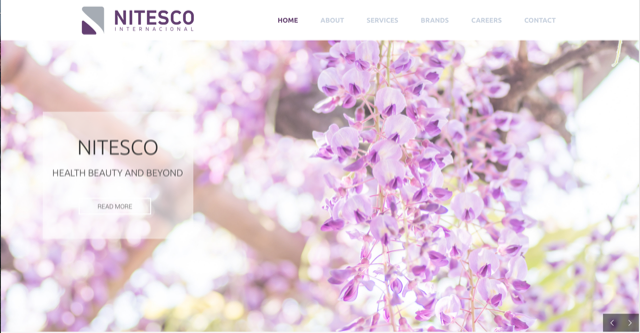 NITESCO
INTERNACIONAL
HOME ABOUT SERVICES BRANDS CAREERS CONTACT
NITESCO
HEALTH BEAUTY AND BEYOND
READ MORE